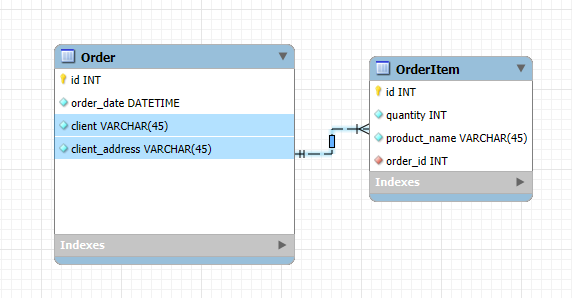 Order
id INT
order_date DATETIME
client VARCHAR(45)
client_address VARCHAR(45)
Indexes
OrderItem
id INT
quantity INT
product_name VARCHAR(45)
order_id INT
Indexes